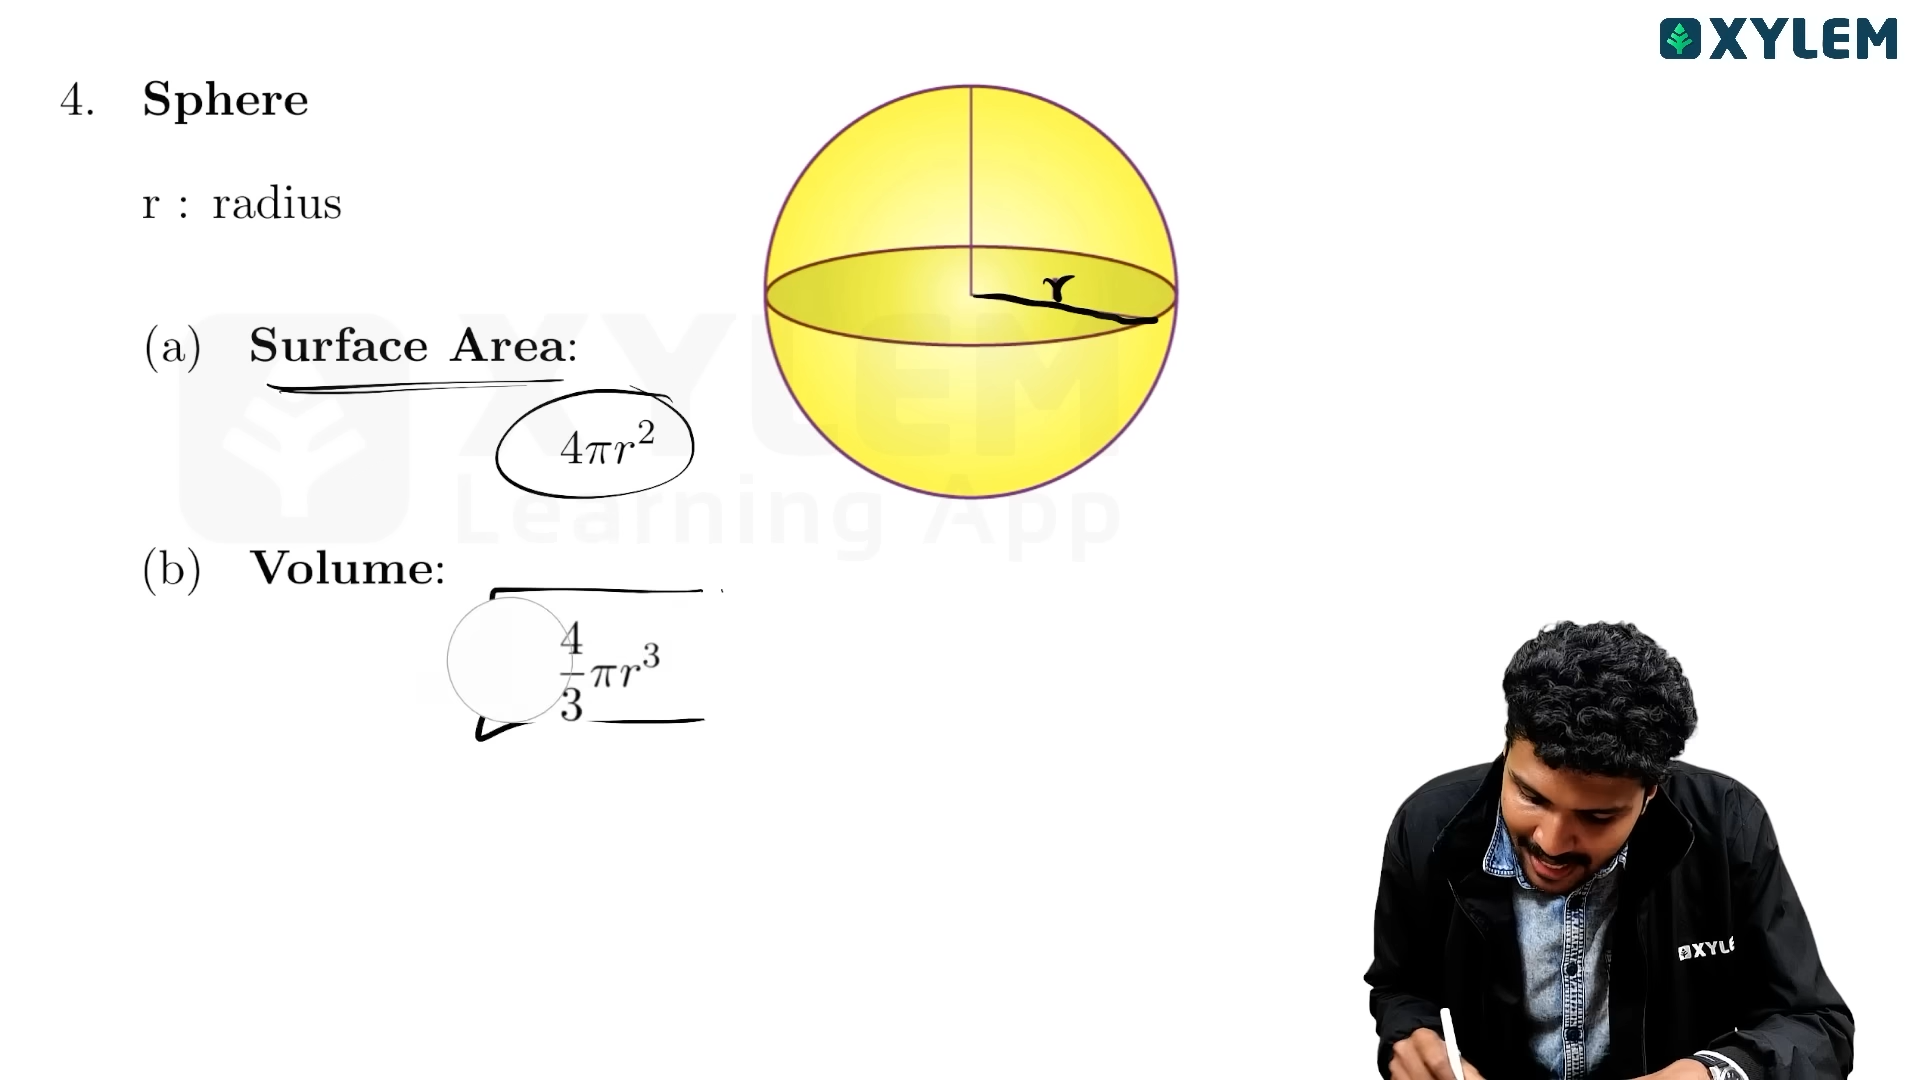 XYLEM
4. Sphere
r : radius
r
(a) Surface Area:
4πr²
XYLEM
Learning App
(b) Volume:
4/3 πr³
XYLE